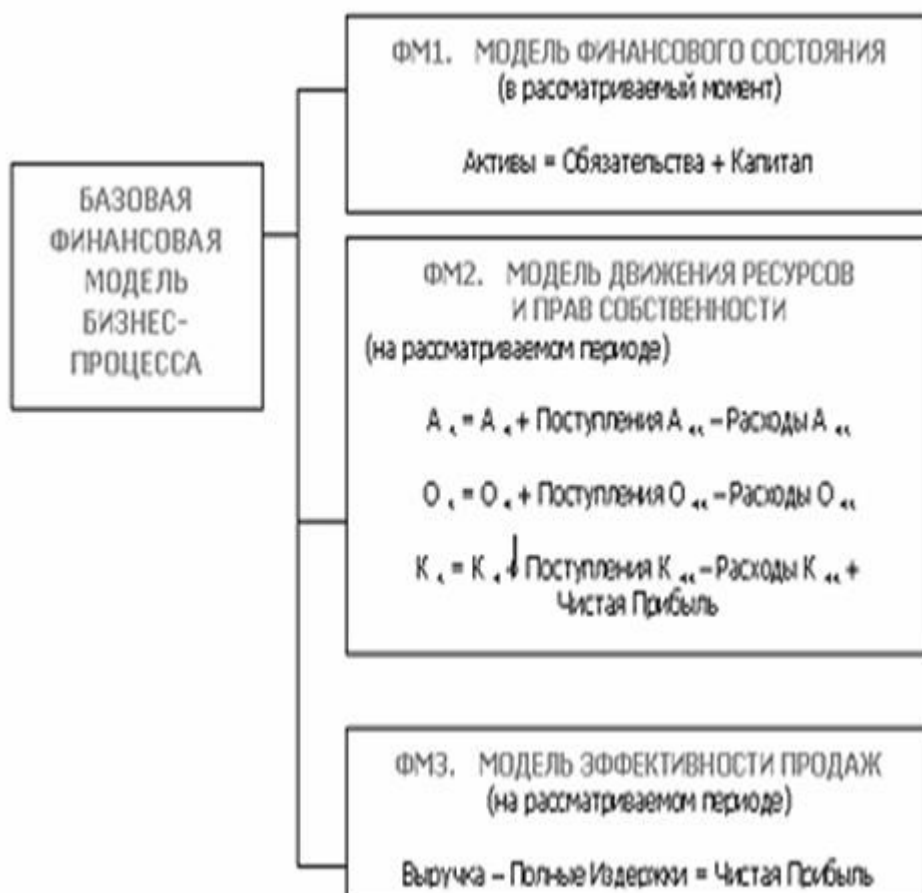 БАЗОВАЯ
ФИНАНСОВАЯ
МОДЕЛЬ
БИЗНЕС-
ПРОЦЕССА
ФМ1. МОДЕЛЬ ФИНАНСОВОГО СОСТОЯНИЯ
(в рассматриваемый момент)
Активы = Обязательства + Капитал
ФМ2. МОДЕЛЬ ДВИЖЕНИЯ РЕСУРСОВ
И ПРАВ СОБСТВЕННОСТИ
(на рассматриваемом периоде)
А = А + Поступления А – Расходы А
О = О + Поступления О – Расходы О
К = К + Поступления К – Расходы К +
Чистая Прибыль
ФМ3. МОДЕЛЬ ЭФФЕКТИВНОСТИ ПРОДАЖ
(на рассматриваемом периоде)
Выручка – Полные Издержки = Чистая Прибыль